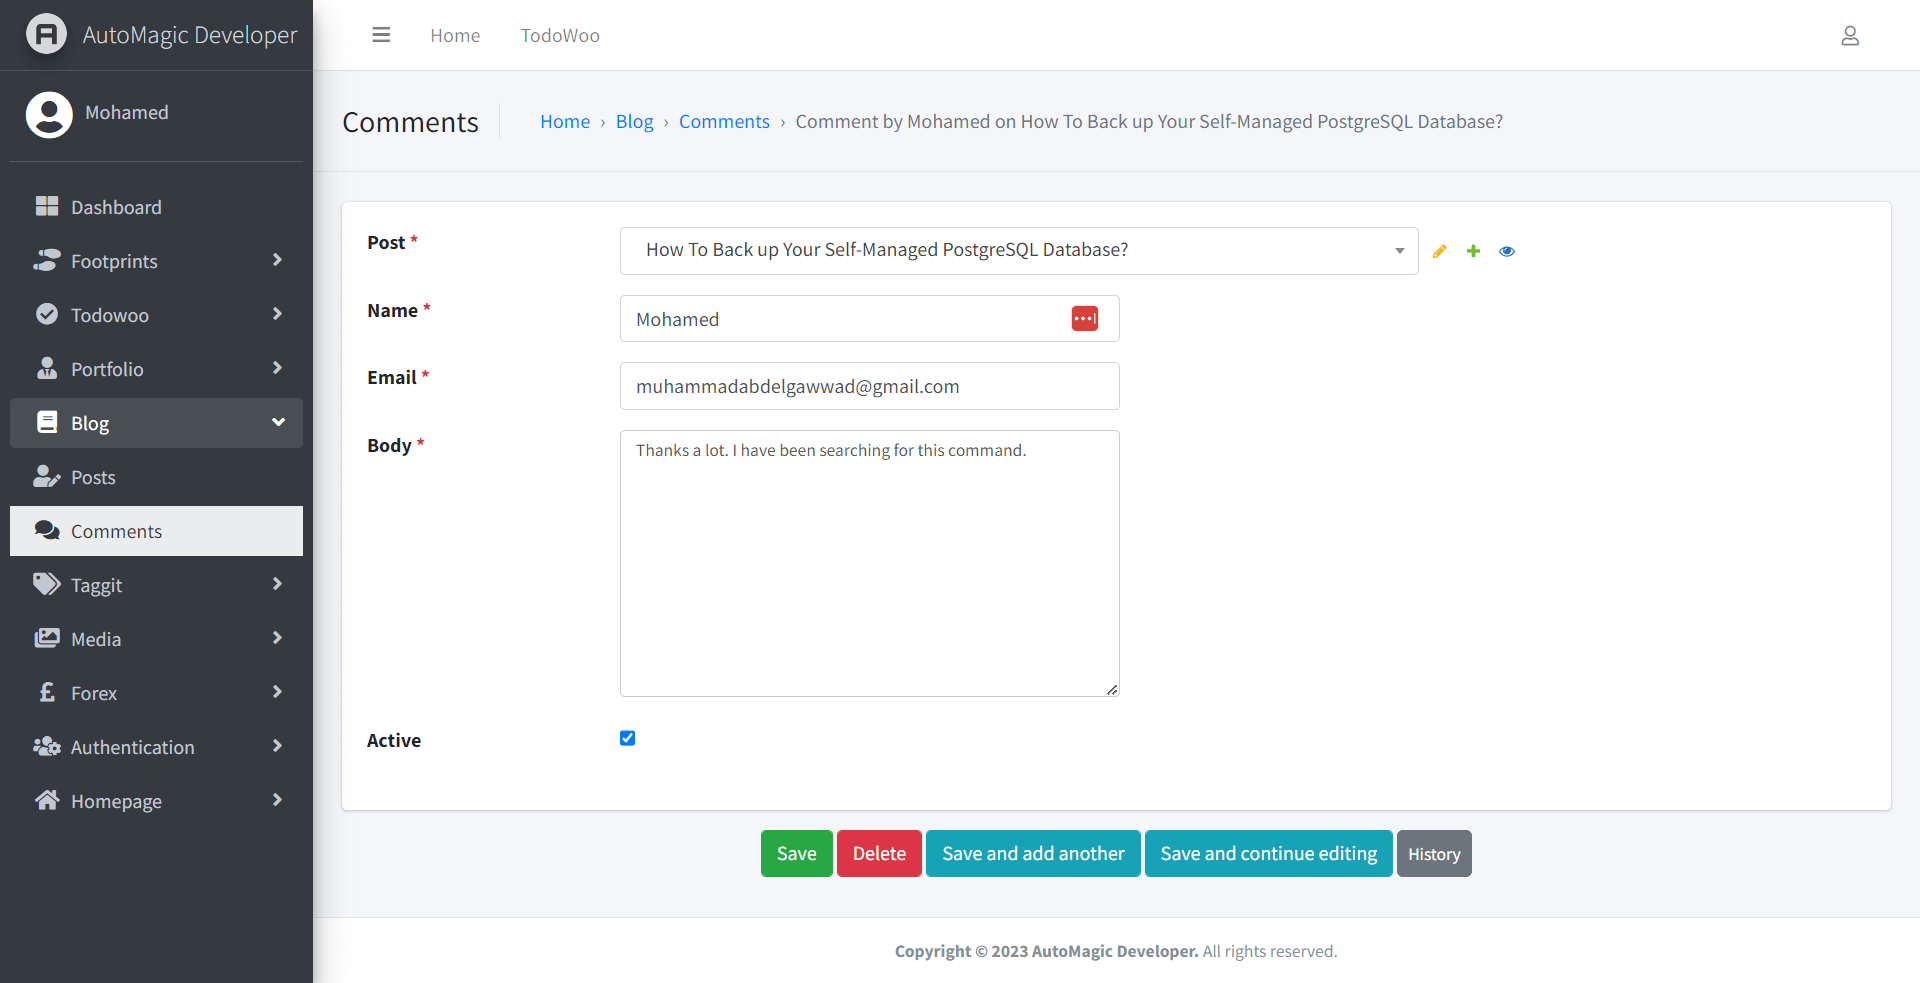 AutoMagic Developer
Home
TodoWoo
Mohamed
Dashboard
Footprints
Todowoo
Portfolio
Blog
Posts
Comments
Taggit
Media
Forex
Authentication
Homepage
Comments
Home › Blog › Comments › Comment by Mohamed on How To Back up Your Self-Managed PostgreSQL Database?
Post *
How To Back up Your Self-Managed PostgreSQL Database?
Name *
Mohamed
Email *
muhammadabdelgawwad@gmail.com
Body *
Thanks a lot. I have been searching for this command.
Active
Save
Delete
Save and add another
Save and continue editing
History
Copyright © 2023 AutoMagic Developer. All rights reserved.